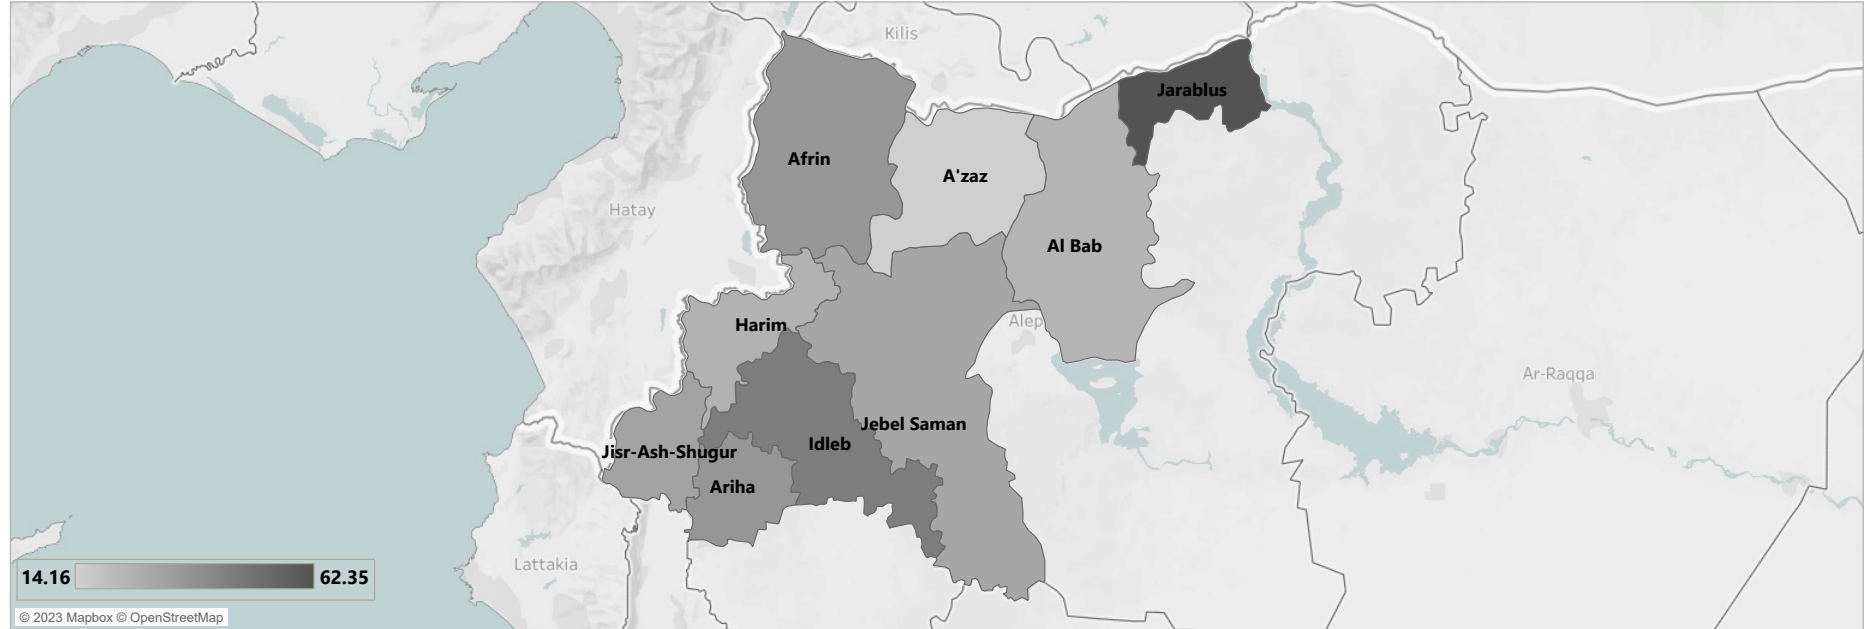 Kilis
Jarablus
Afrin
A'zaz
Hatay
Al Bab
Harim
Alep
Ar-Raqqa
Jebel Saman
Idleb
Jisr-Ash-Shugur
Ariha
Lattakia
14.16
62.35
© 2023 Mapbox © OpenStreetMap